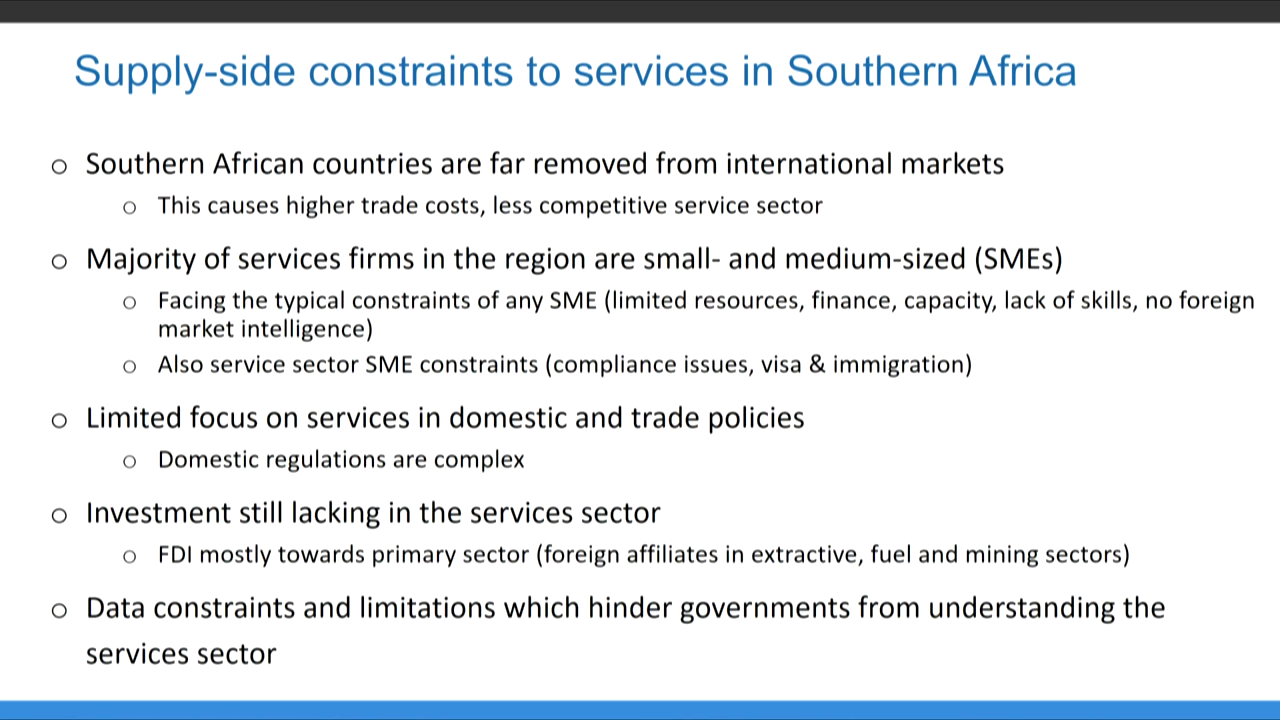 Supply-side constraints to services in Southern Africa
o Southern African countries are far removed from international markets
o This causes higher trade costs, less competitive service sector
o Majority of services firms in the region are small- and medium-sized (SMEs)
o Facing the typical constraints of any SME (limited resources, finance, capacity, lack of skills, no foreign
market intelligence)
o Also service sector SME constraints (compliance issues, visa & immigration)
o Limited focus on services in domestic and trade policies
o Domestic regulations are complex
o Investment still lacking in the services sector
o FDI mostly towards primary sector (foreign affiliates in extractive, fuel and mining sectors)
o Data constraints and limitations which hinder governments from understanding the
services sector